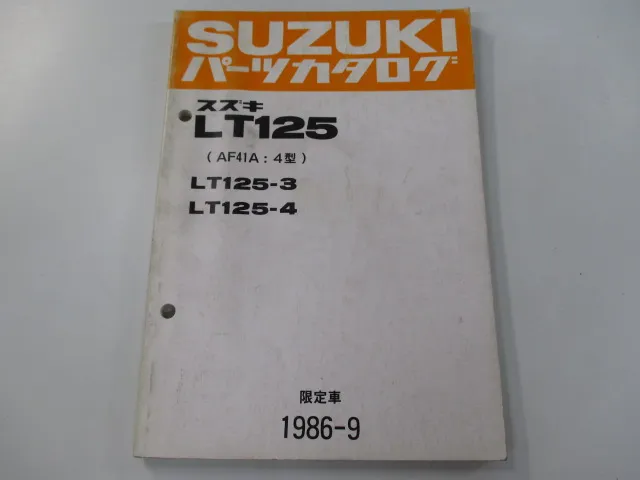 SUZUKI
パーツカタログ
スズキ
LT125
(AF41A:4型)
LT125-3
LT125-4
限定車
1986-9